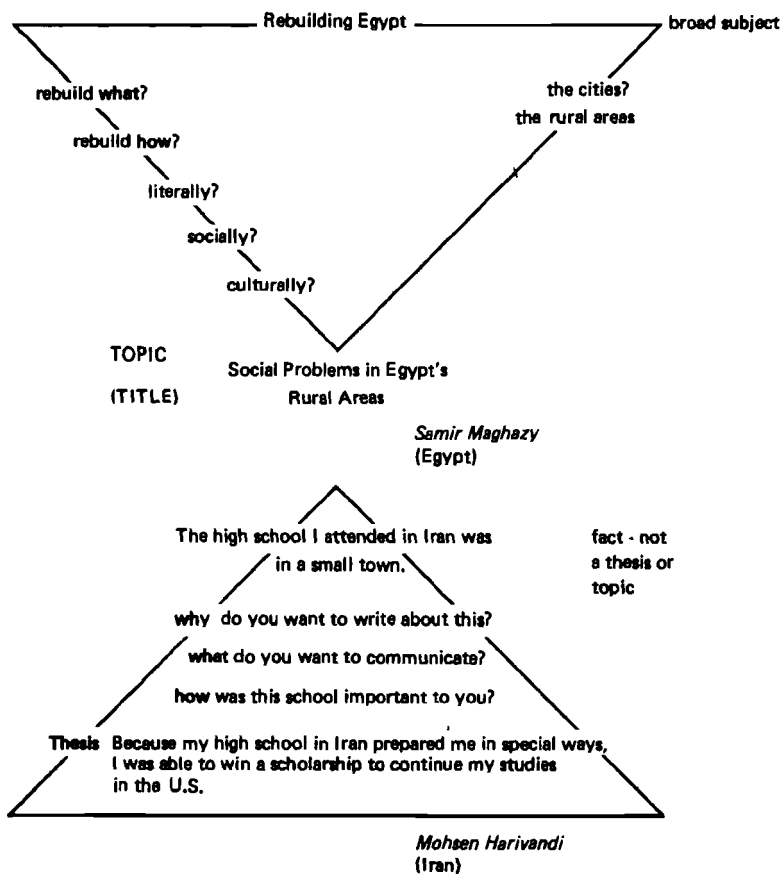 Rebuilding Egypt
broad subject
rebuild what?
the cities?
the rural areas
rebuild how?
literally?
socially?
culturally?
TOPIC
(TITLE)
Social Problems in Egypt's
Rural Areas
Samir Maghazy
(Egypt)
The high school I attended in Iran was
in a small town.
fact - not
a thesis or
topic
why do you want to write about this?
what do you want to communicate?
how was this school important to you?
Thesis Because my high school in Iran prepared me in special ways,
I was able to win a scholarship to continue my studies
in the U.S.
Mohsen Harivandi
(Iran)